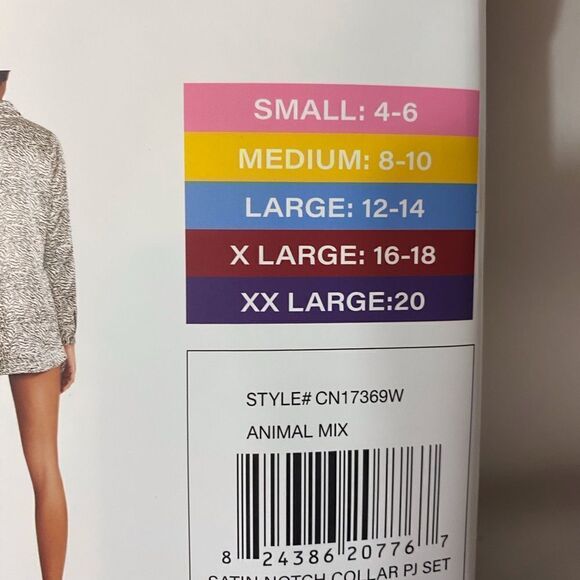 SMALL: 4-6
MEDIUM: 8-10
LARGE: 12-14
X LARGE: 16-18
XX LARGE:20
STYLE# CN17369W
ANIMAL MIX
8 24386 20776 7
SATIN NOTCH COLLAR PJ SET